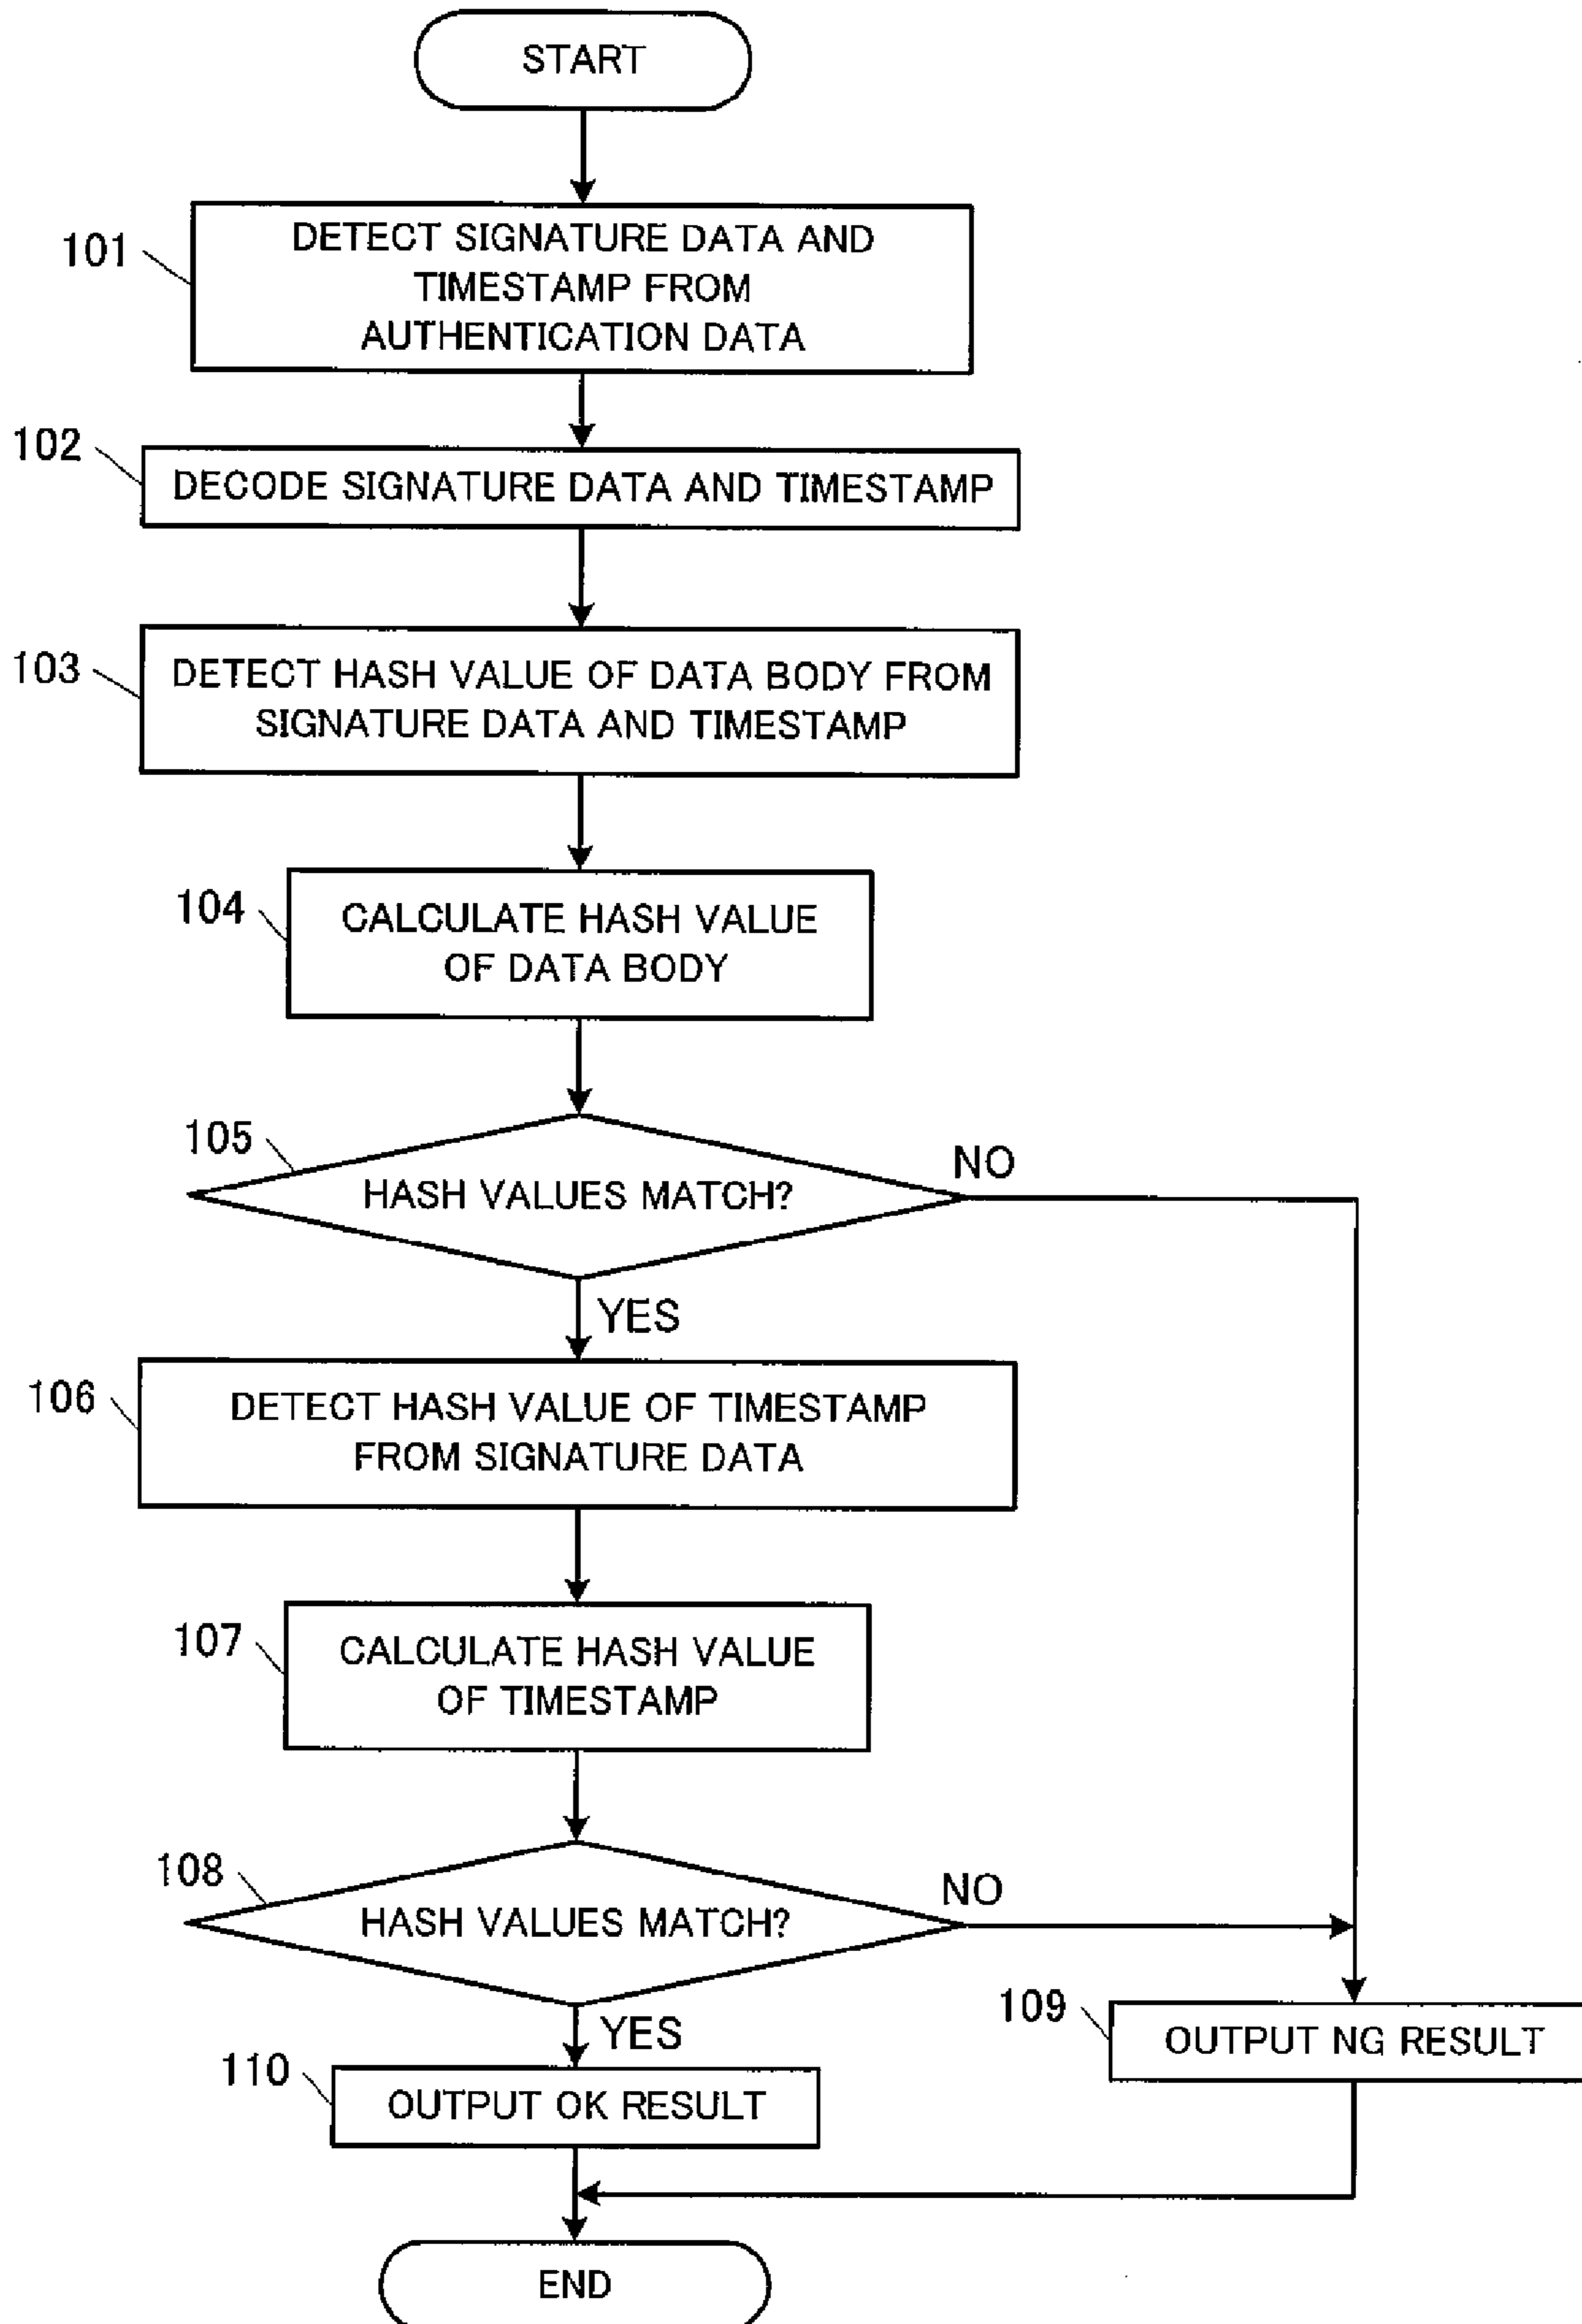 START
101
DETECT SIGNATURE DATA AND
TIMESTAMP FROM
AUTHENTICATION DATA
102
DECODE SIGNATURE DATA AND TIMESTAMP
103
DETECT HASH VALUE OF DATA BODY FROM
SIGNATURE DATA AND TIMESTAMP
104
CALCULATE HASH VALUE
OF DATA BODY
105
HASH VALUES MATCH?
NO
YES
106
DETECT HASH VALUE OF TIMESTAMP
FROM SIGNATURE DATA
107
CALCULATE HASH VALUE
OF TIMESTAMP
108
HASH VALUES MATCH?
NO
YES
109
OUTPUT NG RESULT
110
OUTPUT OK RESULT
END